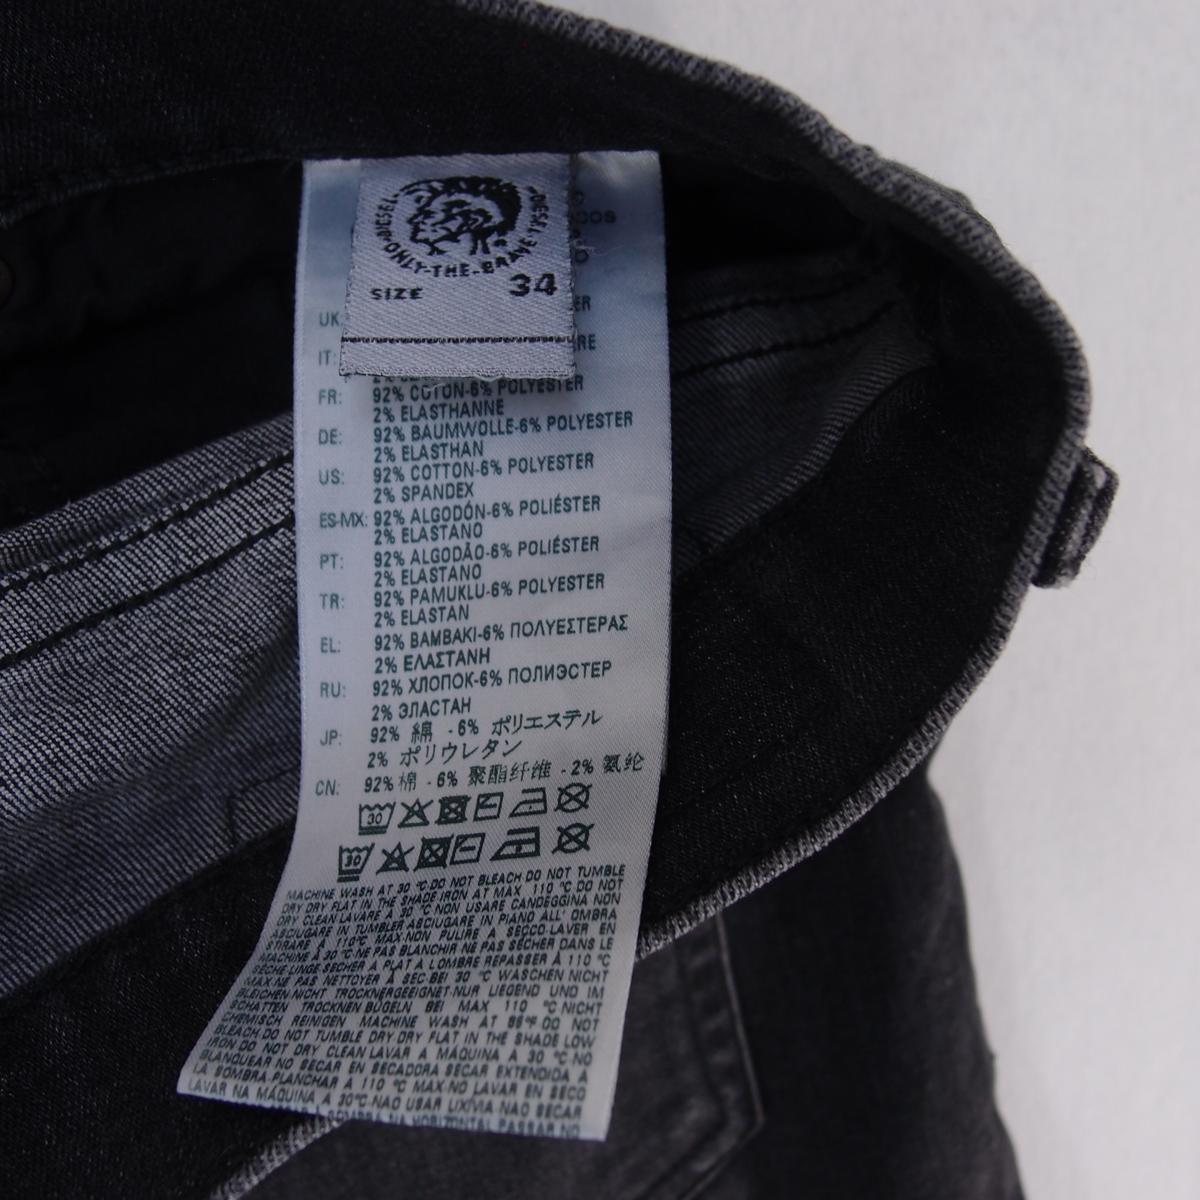 DIESEL
ONLY-THE-BRAVE
SIZE 34
UK:
IT:
FR: 92% COTON-6% POLYESTER
2% ELASTHANNE
DE: 92% BAUMWOLLE-6% POLYESTER
2% ELASTHAN
US: 92% COTTON-6% POLYESTER
2% SPANDEX
ES-MX: 92% ALGODÓN-6% POLIÉSTER
2% ELASTANO
PT: 92% ALGODÃO-6% POLIÉSTER
2% ELASTANO
TR: 92% PAMUKLU-6% POLYESTER
2% ELASTAN
EL: 92% ΒΑΜΒΑΚΙ-6% ΠΟΛΥΕΣΤΕΡΑΣ
2% ΕΛΑΣΤΑΝΗ
RU: 92% ХЛОПОК-6% ПОЛИЭСТЕР
2% ЭЛАСТАН
JP: 92% 綿 -6% ポリエステル
2% ポリウレタン
CN: 92% 棉 -6% 聚酯纤维 -2% 氨纶
30
30
MACHINE WASH AT 30 °C-DO NOT BLEACH-DO NOT TUMBLE
DRY-DRY FLAT IN THE SHADE-IRON AT MAX 110 °C-DO NOT
DRY CLEAN LAVARE A 30 °C-NON USARE CANDEGGINA-NON
ASCIUGARE IN TUMBLER-ASCIUGARE IN PIANO ALL' OMBRA
STIRARE A 110°C MAX-NON PULIRE A SECCO LAVER EN
MACHINE À 30 °C-NE PAS BLANCHIR-NE PAS SÉCHER DANS LE
SÈCHE-LINGE-SÉCHER A PLAT A L'OMBRE-REPASSER À 110 °C
MAX-NE PAS NETTOYER À SEC-BEI 30 °C WASCHEN-NICHT
BLEICHEN-NICHT TROCKNERGEEIGNET-NUR LIEGEND UND IM
SCHATTEN TROCKNEN-BÜGELN BEI MAX 110 °C-NICHT
CHEMISCH REINIGEN MACHINE WASH AT °F-DO NOT
BLEACH-DO NOT TUMBLE DRY-DRY FLAT IN THE SHADE-LOW
IRON-DO NOT DRY CLEAN LAVAR A MÁQUINA A 30 °C-NO
BLANQUEAR-NO SECAR EN SECADORA-SECAR EXTENDIDA A
LA SOMBRA-PLANCHAR A 110 °C MAX-NO LAVAR EN SECO
LAVAR NA MÁQUINA A 30°C-NÃO USAR LIXÍVIA-NÃO SECAR
SOMBRA NA HORIZONTAL-PASSAR NO